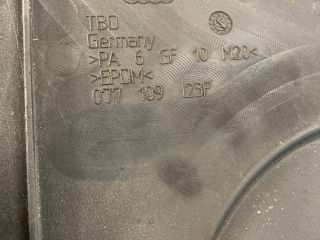 TBO
Germany
>PA 6 GF 10 M20<
>EPDM<
077 109 123F